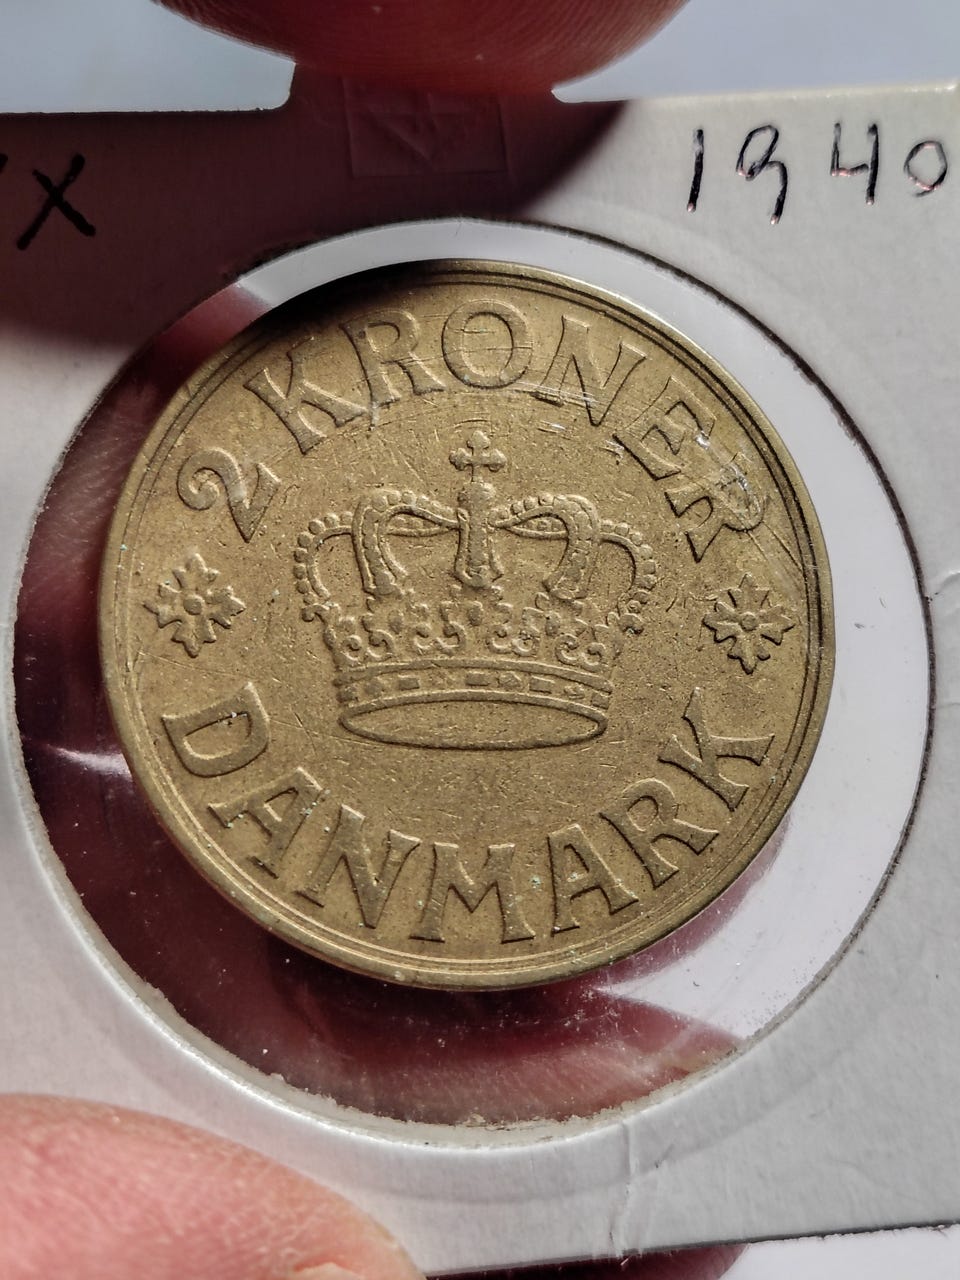 X
1940
2 KRONER
DANMARK